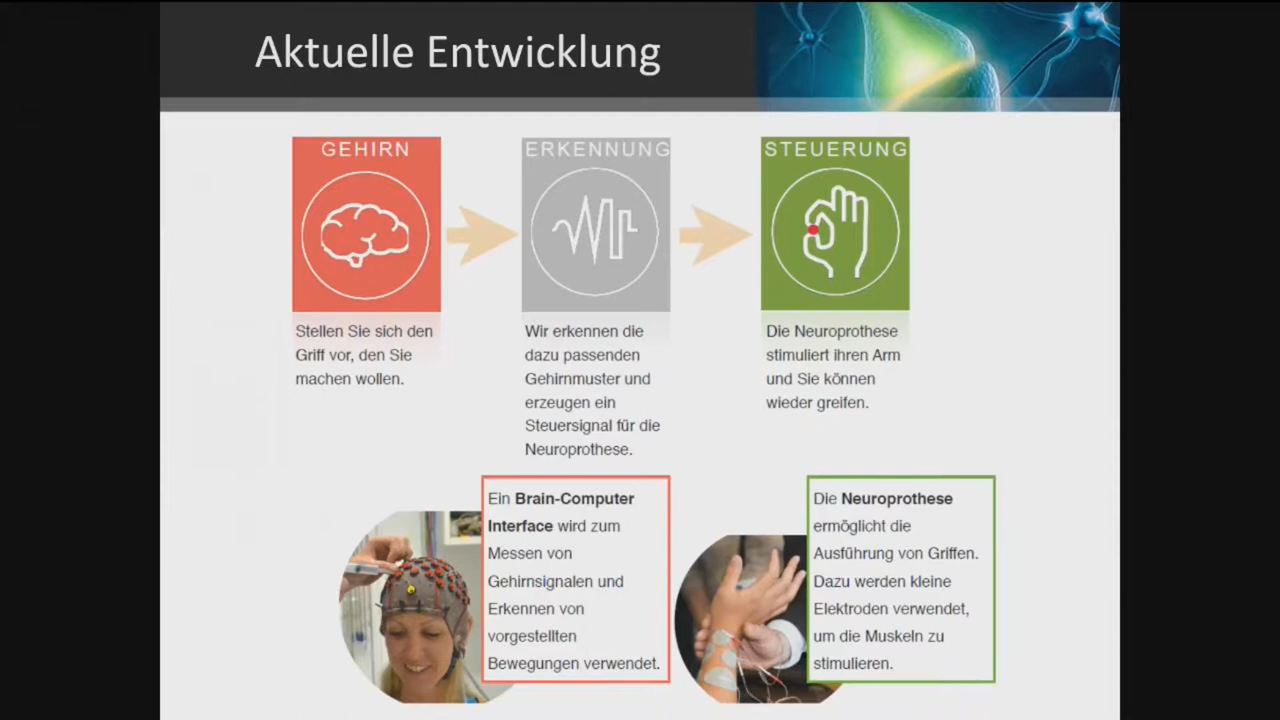 Aktuelle Entwicklung
GEHIRN
Stellen Sie sich den
Griff vor, den Sie
machen wollen.
ERKENNUNG
Wir erkennen die
dazu passenden
Gehirnmuster und
erzeugen ein
Steuersignal für die
Neuroprothese.
STEUERUNG
Die Neuroprothese
stimuliert ihren Arm
und Sie können
wieder greifen.
Ein Brain-Computer
Interface wird zum
Messen von
Gehirnsignalen und
Erkennen von
vorgestellten
Bewegungen verwendet.
Die Neuroprothese
ermöglicht die
Ausführung von Griffen.
Dazu werden kleine
Elektroden verwendet,
um die Muskeln zu
stimulieren.